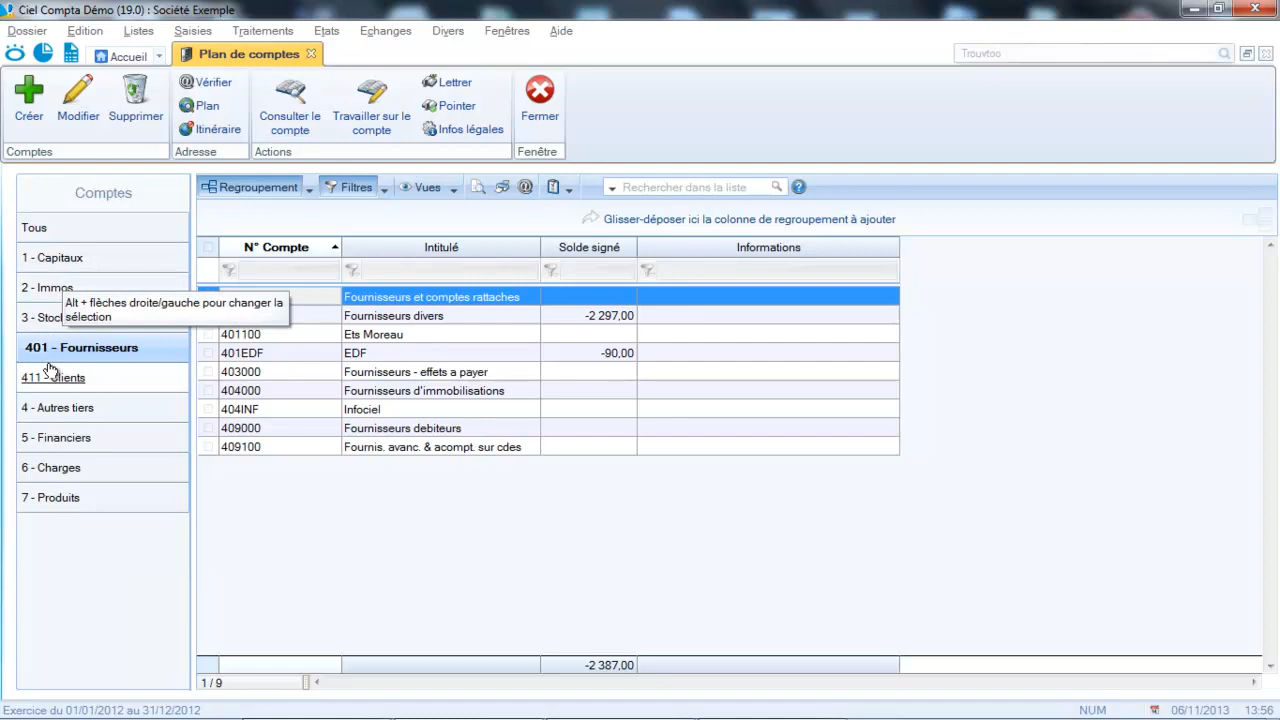 Ciel Compta Démo (19.0) : Société Exemple
Dossier Edition Listes Saisies Traitements Etats Echanges Divers Fenêtres Aide
Accueil Plan de comptes Trouvtoo
Créer Modifier Supprimer
Vérifier
Plan
Itinéraire
Consulter le compte
Travailler sur le compte
Lettrer
Pointer
Infos légales
Fermer
Comptes Adresse Actions Fenêtre
Comptes
Tous
1 - Capitaux
2 - Immos
3 - Stoc
Alt + flèches droite/gauche pour changer la
sélection
401 - Fournisseurs
411 - Clients
4 - Autres tiers
5 - Financiers
6 - Charges
7 - Produits
Regroupement Filtres Vues Rechercher dans la liste
Glisser-déposer ici la colonne de regroupement à ajouter
N° Compte Intitulé Solde signé Informations
Fournisseurs et comptes rattaches
Fournisseurs divers -2 297,00
401100 Ets Moreau
401EDF EDF -90,00
403000 Fournisseurs - effets a payer
404000 Fournisseurs d'immobilisations
404INF Infociel
409000 Fournisseurs debiteurs
409100 Fournis. avanc. & acompt. sur cdes
-2 387,00
1 / 9
Exercice du 01/01/2012 au 31/12/2012 NUM 06/11/2013 13:56